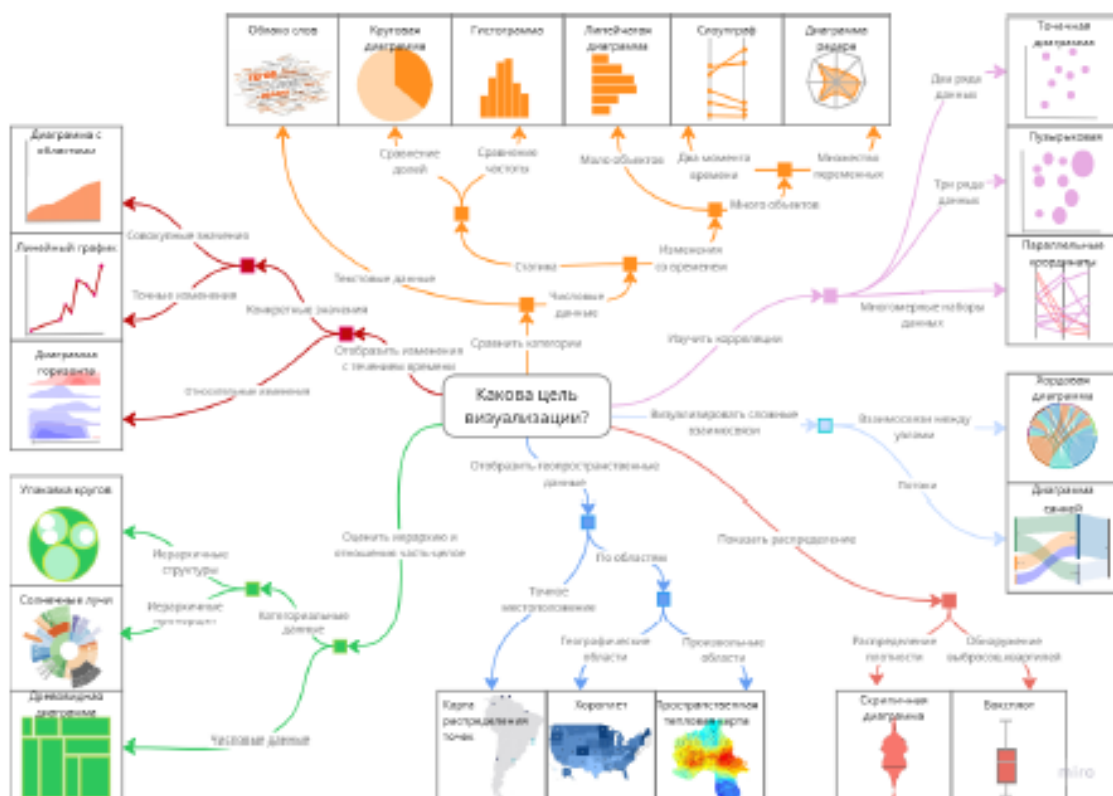 Облако слов
Круговая
диаграмма
Гистограмма
Линейчатая
диаграмма
Слоуpграф
Диаграмма
радара
Точечная
диаграмма
Диаграмма с
областями
Сравнение
долей
Сравнение
частоты
Мало объектов
Два момента
времени
Множество
переменных
Много объектов
Два ряда
данных
Пузырьковая
Три ряда
данных
Совокупные значения
Линейный график
Точные изменения
Статика
Изменения
со временем
Текстовые данные
Числовые
данные
Параллельные
координаты
Многомерные наборы
данных
Конкретные значения
Отобразить изменения
с течением времени
Сравнить категории
Изучить корреляции
Диаграмма
горизонта
Относительные изменения
Какова цель
визуализации?
Визуализировать сложные
взаимосвязи
Взаимосвязи между
узлами
Хордовая
диаграмма
Потоки
Диаграмма
санкей
Отобразить геопространственные
данные
Показать распределение
Оценить иерархию и
отношение часть-целое
Упаковка кругов
Иерархичные
структуры
Солнечные лучи
Иерархичные
Категориальные
данные
Числовые данные
Древовидная
диаграмма
Точное
местоположение
По областям
Географические
области
Произвольные
области
Карта
распределения
точек
Хороплет
Пространственная
тепловая карта
Распределение
плотности
Обнаружение
выбросов, квартилей
Скрипичная
диаграмма
Боксплот
miro